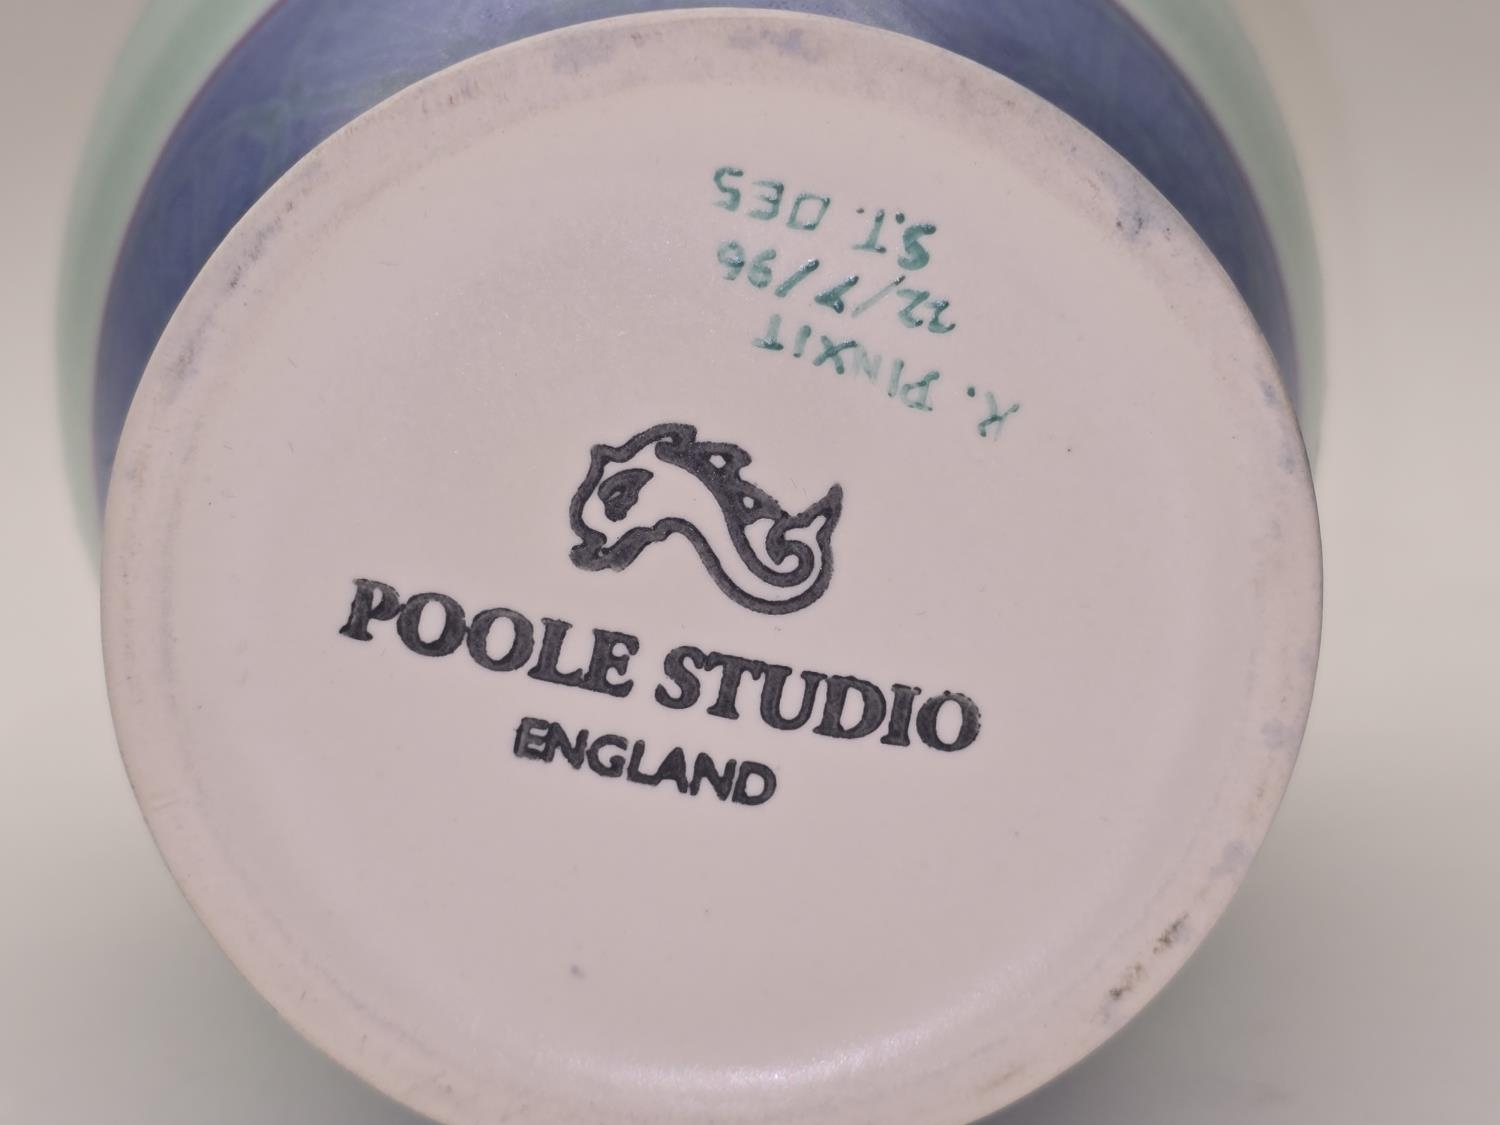 K. PINXIT
22/7/96
S.T. DES
POOLE STUDIO
ENGLAND